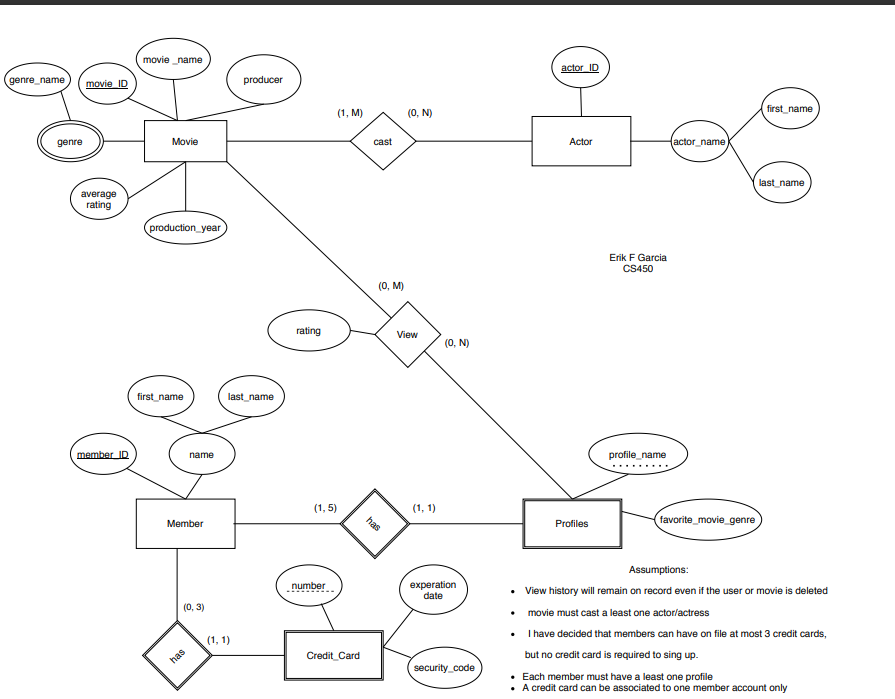 movie _name
genre_name
movie_ID
producer
actor_ID
first_name
(1, M)
(0, N)
genre
Movie
cast
Actor
actor_name
last_name
average
rating
production_year
Erik F Garcia
CS450
(0, M)
rating
View
(0, N)
first_name
last_name
member_ID
name
profile_name
(1, 5)
(1, 1)
Member
has
Profiles
favorite_movie_genre
Assumptions:
number
experation
date
• View history will remain on record even if the user or movie is deleted
(0, 3)
• movie must cast a least one actor/actress
(1, 1)
• I have decided that members can have on file at most 3 credit cards,
has
Credit_Card
but no credit card is required to sing up.
security_code
• Each member must have a least one profile
• A credit card can be associated to one member account only